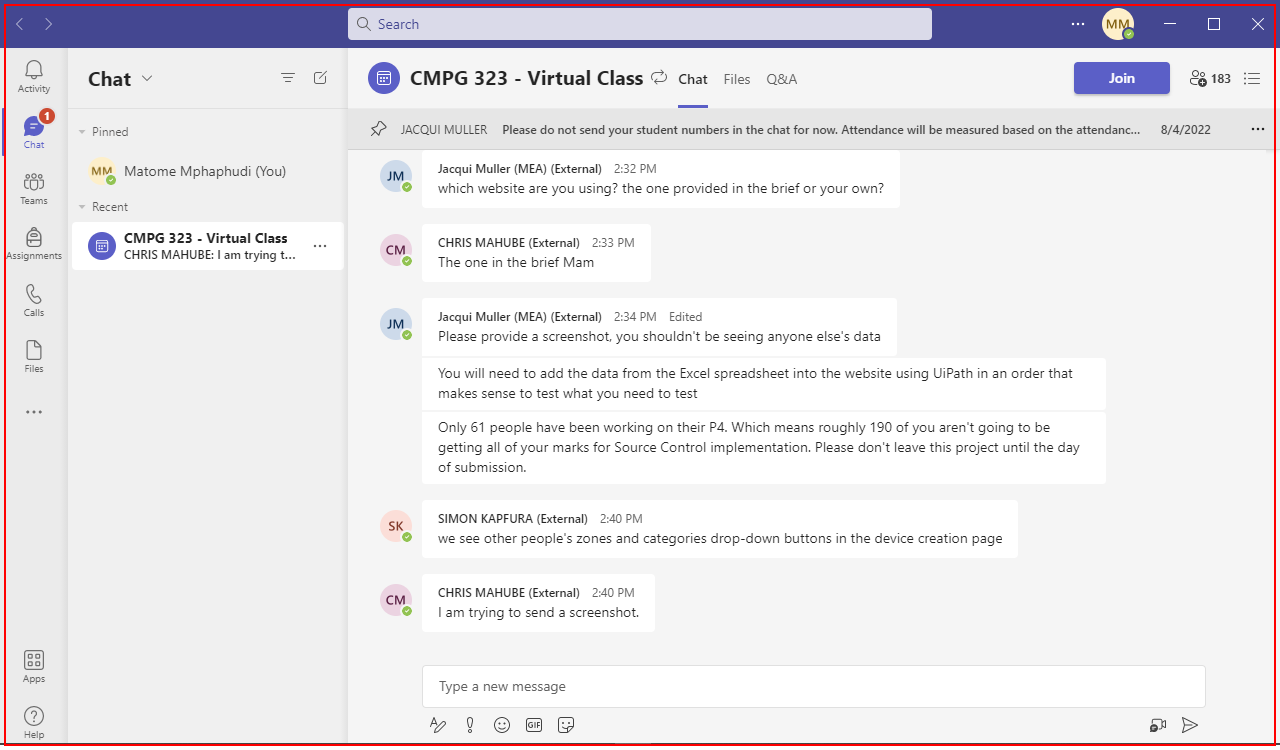 Search
MM
Activity
1
Chat
Teams
Assignments
Calls
Files
Apps
Help
Chat
Pinned
MM Matome Mphaphudi (You)
Recent
CMPG 323 - Virtual Class
CHRIS MAHUBE: I am trying t...
CMPG 323 - Virtual Class Chat Files Q&A Join 183
JACQUI MULLER Please do not send your student numbers in the chat for now. Attendance will be measured based on the attendanc... 8/4/2022
JM
Jacqui Muller (MEA) (External) 2:32 PM
which website are you using? the one provided in the brief or your own?
CM
CHRIS MAHUBE (External) 2:33 PM
The one in the brief Mam
JM
Jacqui Muller (MEA) (External) 2:34 PM Edited
Please provide a screenshot, you shouldn't be seeing anyone else's data
You will need to add the data from the Excel spreadsheet into the website using UiPath in an order that
makes sense to test what you need to test
Only 61 people have been working on their P4. Which means roughly 190 of you aren't going to be
getting all of your marks for Source Control implementation. Please don't leave this project until the day
of submission.
SK
SIMON KAPFURA (External) 2:40 PM
we see other people's zones and categories drop-down buttons in the device creation page
CM
CHRIS MAHUBE (External) 2:40 PM
I am trying to send a screenshot.
Type a new message
GIF